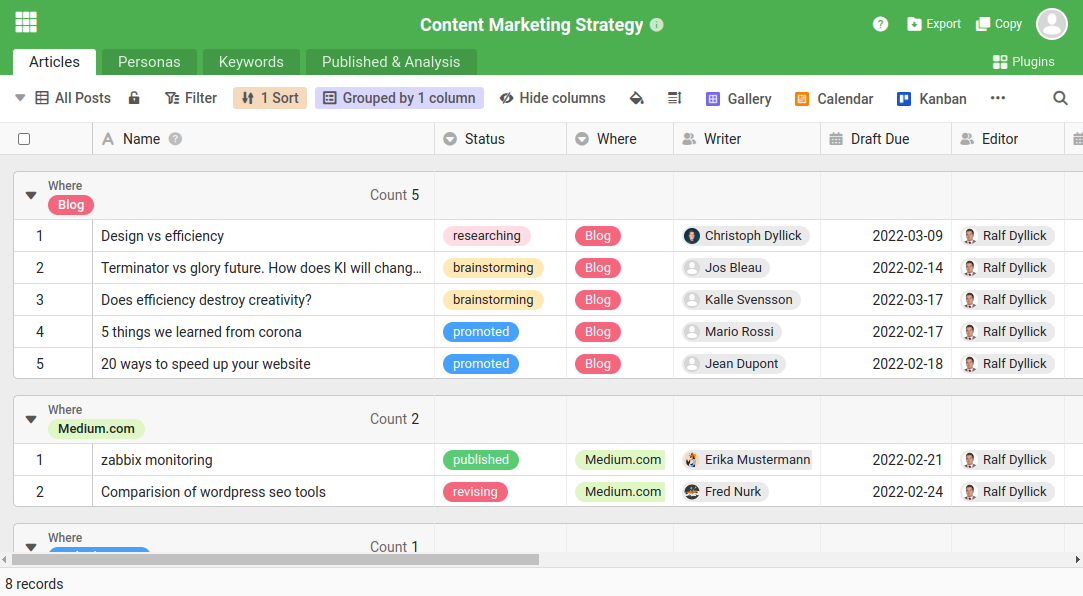 Content Marketing Strategy
Export
Copy
Articles
Personas
Keywords
Published & Analysis
Plugins
All Posts
Filter
1 Sort
Grouped by 1 column
Hide columns
Gallery
Calendar
Kanban
Name
Status
Where
Writer
Draft Due
Editor
Where
Blog
Count 5
1 Design vs efficiency researching Blog Christoph Dyllick 2022-03-09 Ralf Dyllick
2 Terminator vs glory future. How does KI will chang... brainstorming Blog Jos Bleau 2022-02-14 Ralf Dyllick
3 Does efficiency destroy creativity? brainstorming Blog Kalle Svensson 2022-03-17 Ralf Dyllick
4 5 things we learned from corona promoted Blog Mario Rossi 2022-02-17 Ralf Dyllick
5 20 ways to speed up your website promoted Blog Jean Dupont 2022-02-18 Ralf Dyllick
Where
Medium.com
Count 2
1 zabbix monitoring published Medium.com Erika Mustermann 2022-02-21 Ralf Dyllick
2 Comparision of wordpress seo tools revising Medium.com Fred Nurk 2022-02-24 Ralf Dyllick
Where
Count 1
8 records